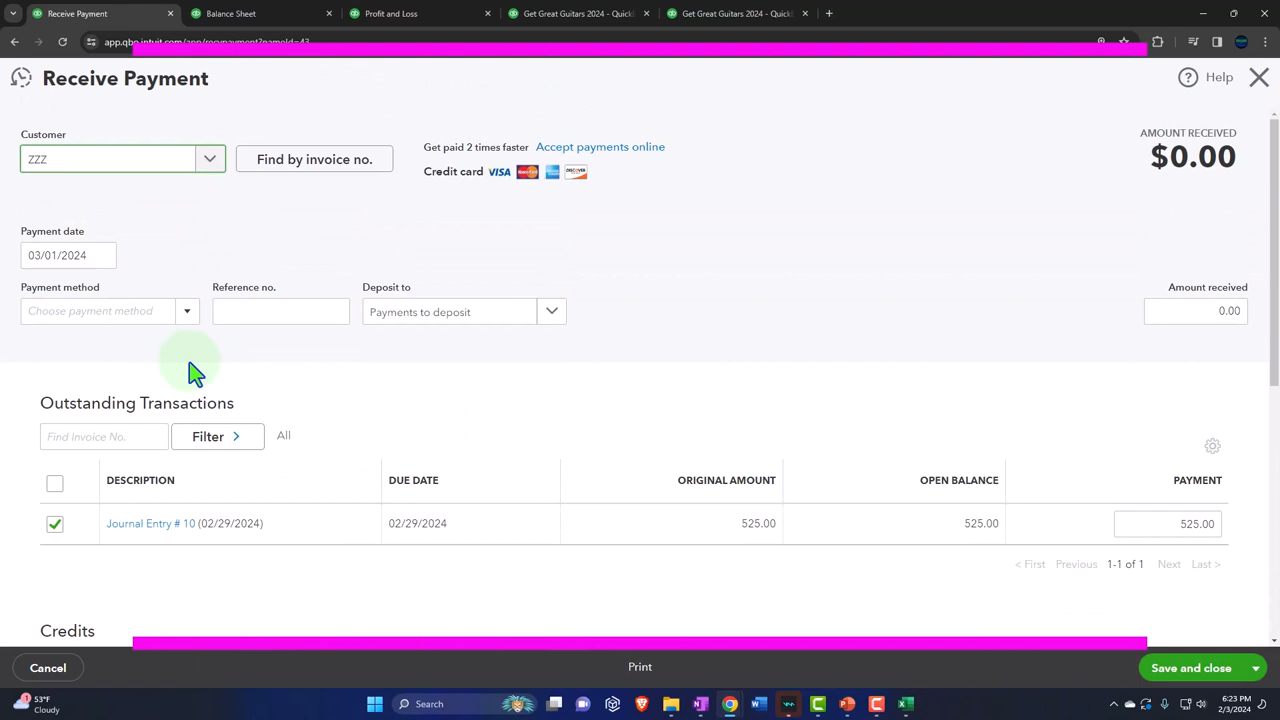 Profit and Loss
Balance Sheet
Profit and Loss
Get Great Guitars 2024 - Quick
Get Great Guitars 2024 - Quick
Receive Payment
Help
Customer
ZZZ
Find by invoice no.
Get paid 2 times faster Accept payments online
Credit card VISA MasterCard DISCOVER
AMOUNT RECEIVED
$0.00
Payment date
03/01/2024
Payment method
Choose payment method
Reference no.
Deposit to
Payments to deposit
Amount received
0.00
Outstanding Transactions
Find Invoice No.
Filter >
All
DESCRIPTION DUE DATE ORIGINAL AMOUNT OPEN BALANCE PAYMENT
Journal Entry # 10 (02/29/2024) 02/29/2024 525.00 525.00 525.00
< First Previous 1-1 of 1 Next Last >
Credits
Cancel
Print
Save and close
53°F
Cloudy
Search
6:23 PM
2/3/2024